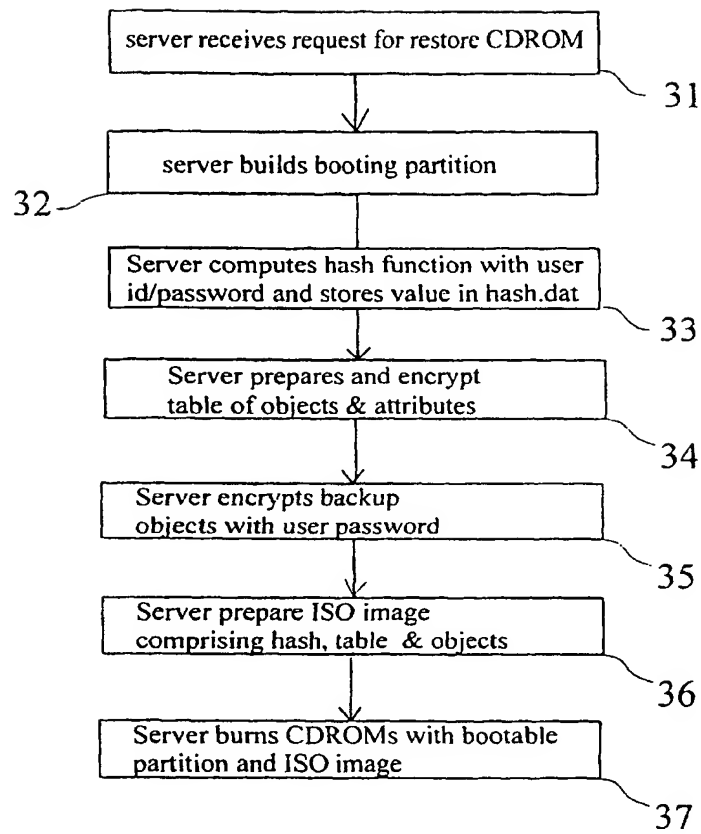 server receives request for restore CDROM
31
server builds booting partition
32
Server computes hash function with user
id/password and stores value in hash.dat
33
Server prepares and encrypt
table of objects & attributes
34
Server encrypts backup
objects with user password
35
Server prepare ISO image
comprising hash, table & objects
36
Server burns CDROMs with bootable
partition and ISO image
37